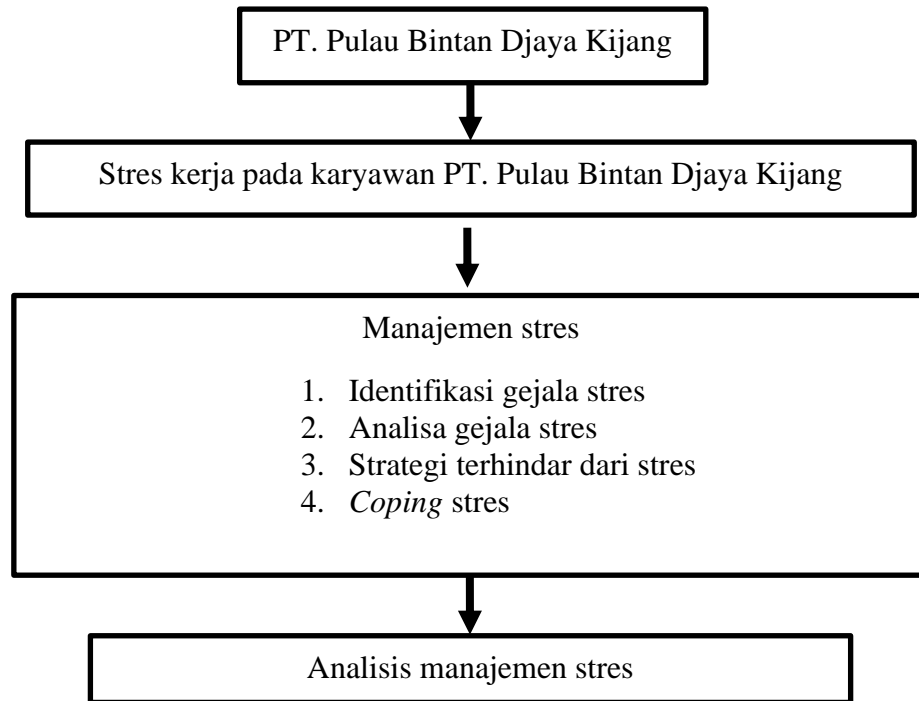 PT. Pulau Bintan Djaya Kijang
Stres kerja pada karyawan PT. Pulau Bintan Djaya Kijang
Manajemen stres
1. Identifikasi gejala stres
2. Analisa gejala stres
3. Strategi terhindar dari stres
4. Coping stres
Analisis manajemen stres